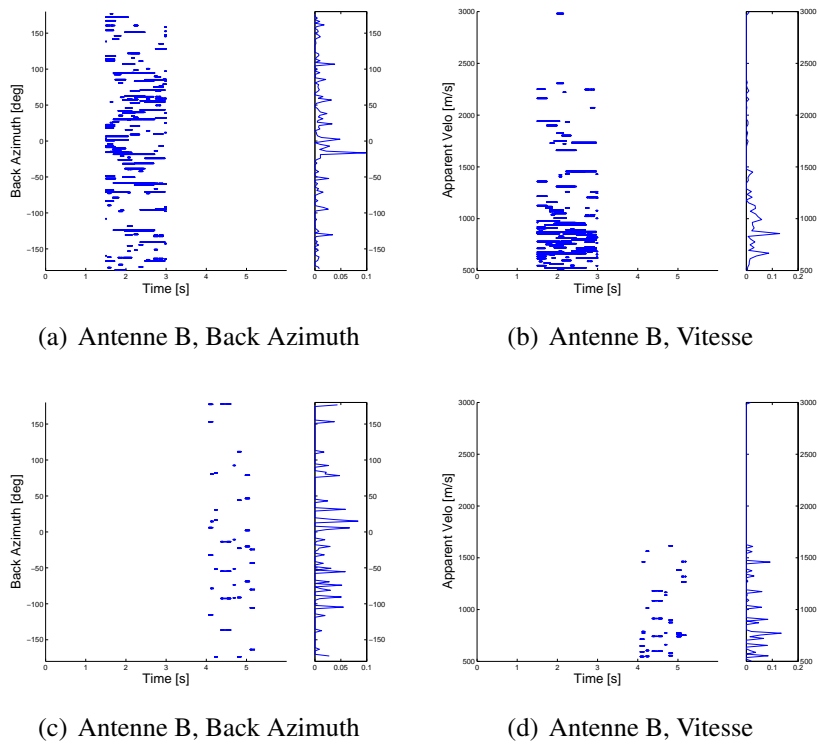 150
100
50
0
−50
−100
−150
Back Azimuth [deg]
0 1 2 3 4 5
Time [s]
150
100
50
0
−50
−100
−150
0 0.05 0.1
3000
2500
2000
1500
1000
500
Apparent Velo [m/s]
0 1 2 3 4 5
Time [s]
3000
2500
2000
1500
1000
500
0 0.1 0.2
(a) Antenne B, Back Azimuth
(b) Antenne B, Vitesse
150
100
50
0
−50
−100
−150
Back Azimuth [deg]
0 1 2 3 4 5
Time [s]
150
100
50
0
−50
−100
−150
0 0.05 0.1
3000
2500
2000
1500
1000
500
Apparent Velo [m/s]
0 1 2 3 4 5
Time [s]
3000
2500
2000
1500
1000
500
0 0.1 0.2
(c) Antenne B, Back Azimuth
(d) Antenne B, Vitesse